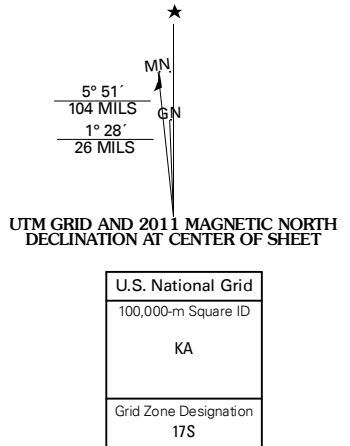 MN
5° 51´
104 MILS
GN
1° 28´
26 MILS
UTM GRID AND 2011 MAGNETIC NORTH
DECLINATION AT CENTER OF SHEET
U.S. National Grid
100,000-m Square ID
KA
Grid Zone Designation
17S